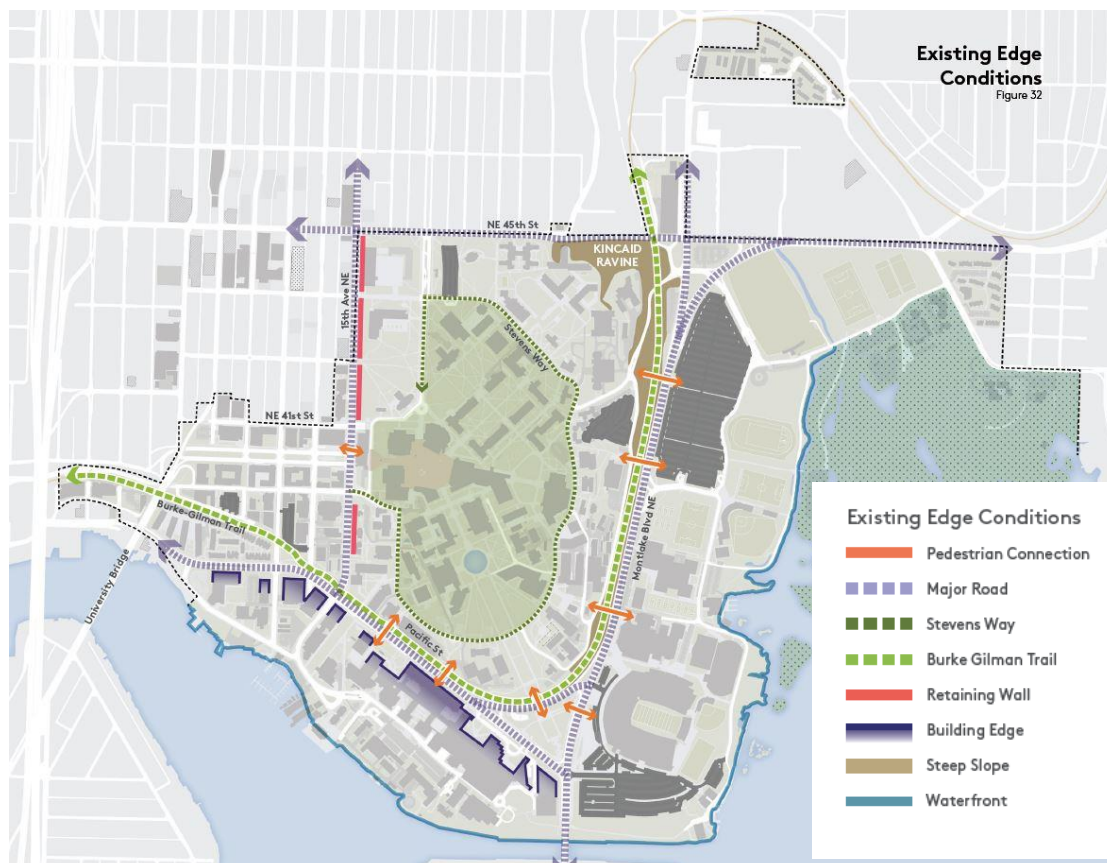 Existing Edge
Conditions
Figure 32
NE 45th St
KINCAID
RAVINE
15th Ave NE
Stevens Way
NE 41st St
Burke-Gilman Trail
University Bridge
Montlake Blvd NE
Pacific St
Existing Edge Conditions
Pedestrian Connection
Major Road
Stevens Way
Burke Gilman Trail
Retaining Wall
Building Edge
Steep Slope
Waterfront